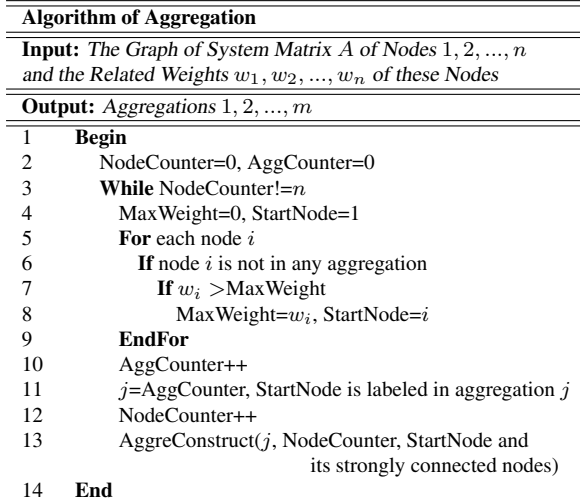 Algorithm of Aggregation
Input: The Graph of System Matrix A of Nodes 1, 2, ..., n
and the Related Weights w₁, w₂, ..., wₙ of these Nodes
Output: Aggregations 1, 2, ..., m
1 Begin
2 NodeCounter=0, AggCounter=0
3 While NodeCounter!=n
4 MaxWeight=0, StartNode=1
5 For each node i
6 If node i is not in any aggregation
7 If wᵢ >MaxWeight
8 MaxWeight=wᵢ, StartNode=i
9 EndFor
10 AggCounter++
11 j=AggCounter, StartNode is labeled in aggregation j
12 NodeCounter++
13 AggreConstruct(j, NodeCounter, StartNode and
its strongly connected nodes)
14 End